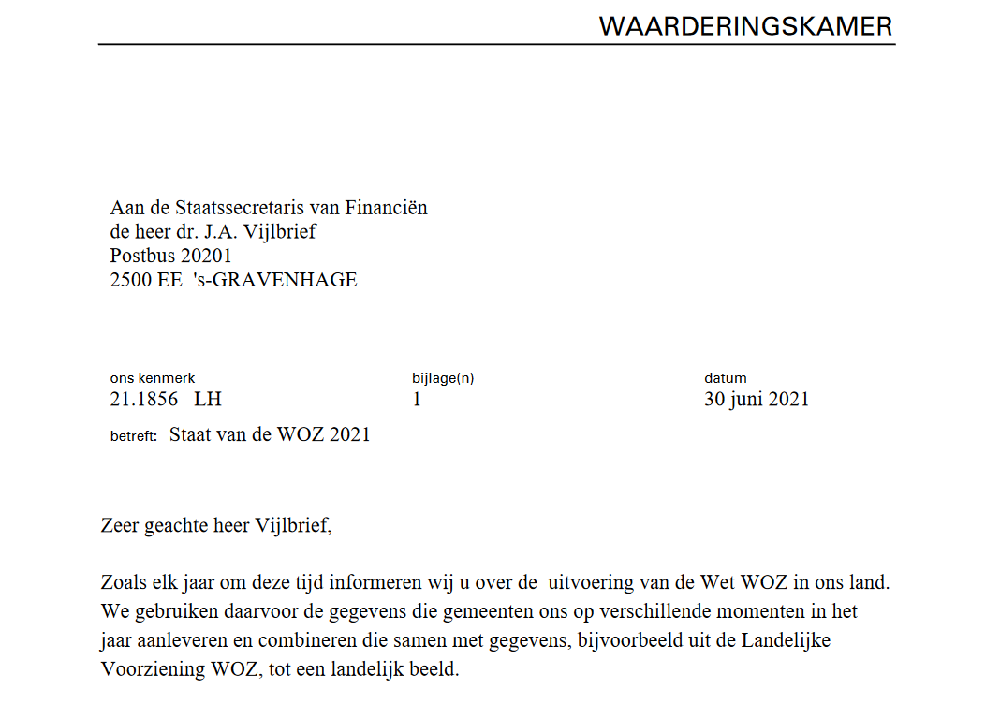 WAARDERINGSKAMER
Aan de Staatssecretaris van Financiën
de heer dr. J.A. Vijlbrief
Postbus 20201
2500 EE 's-GRAVENHAGE
ons kenmerk bijlage(n) datum
21.1856 LH 1 30 juni 2021
betreft: Staat van de WOZ 2021
Zeer geachte heer Vijlbrief,
Zoals elk jaar om deze tijd informeren wij u over de uitvoering van de Wet WOZ in ons land.
We gebruiken daarvoor de gegevens die gemeenten ons op verschillende momenten in het
jaar aanleveren en combineren die samen met gegevens, bijvoorbeeld uit de Landelijke
Voorziening WOZ, tot een landelijk beeld.